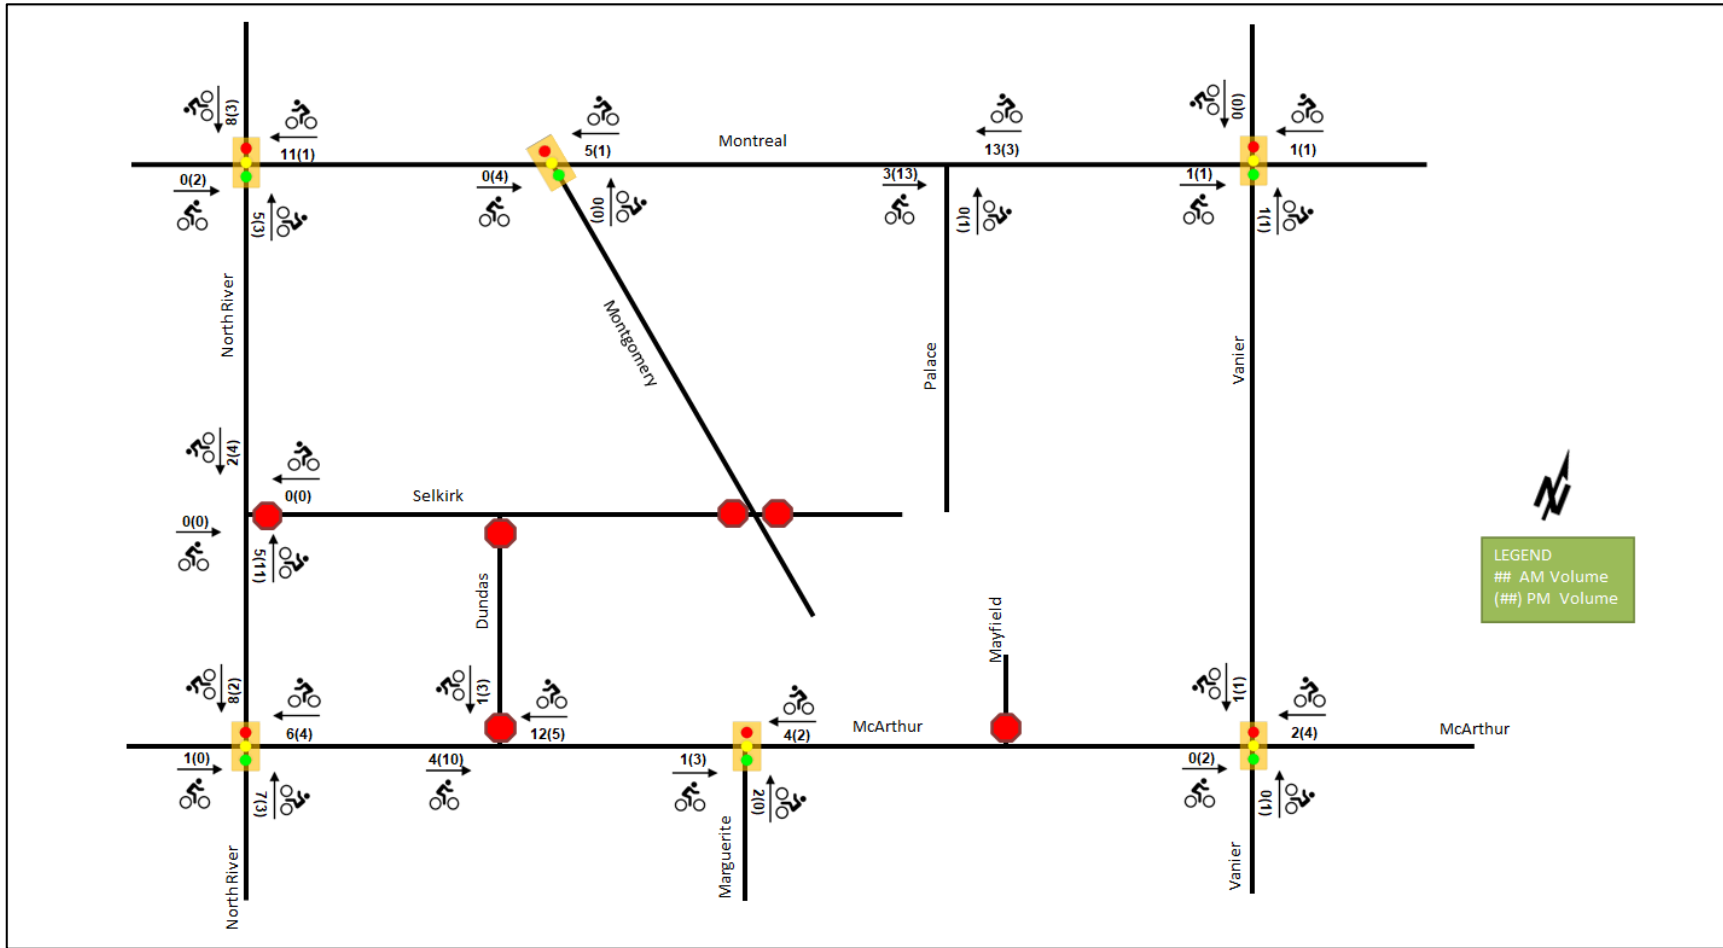 8(3)
11(1)
0(2)
5(3)
5(1)
0(4)
0(0)
Montreal
13(3)
3(13)
0(1)
0(0)
1(1)
1(1)
1(1)
North River
Montgomery
Palace
Vanier
2(4)
0(0)
Selkirk
0(0)
5(11)
Dundas
Mayfield
N
LEGEND
## AM Volume
(##) PM Volume
8(2)
6(4)
1(0)
7(3)
1(3)
12(5)
4(10)
4(2)
1(3)
2(0)
McArthur
1(1)
2(4)
0(2)
0(1)
McArthur
North River
Marguerite
Vanier